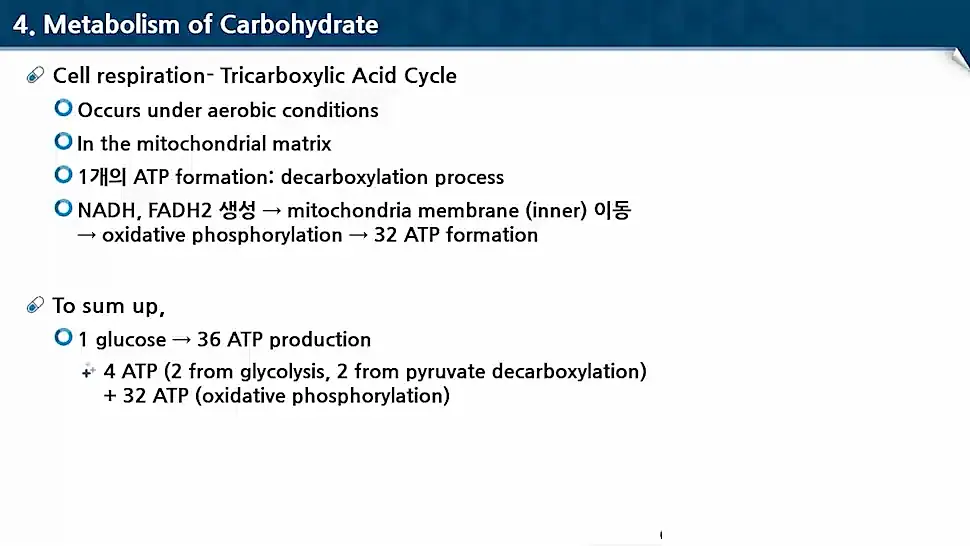 4. Metabolism of Carbohydrate
Cell respiration- Tricarboxylic Acid Cycle
Occurs under aerobic conditions
In the mitochondrial matrix
1개의 ATP formation: decarboxylation process
NADH, FADH2 생성 → mitochondria membrane (inner) 이동
→ oxidative phosphorylation → 32 ATP formation
To sum up,
1 glucose → 36 ATP production
4 ATP (2 from glycolysis, 2 from pyruvate decarboxylation)
+ 32 ATP (oxidative phosphorylation)